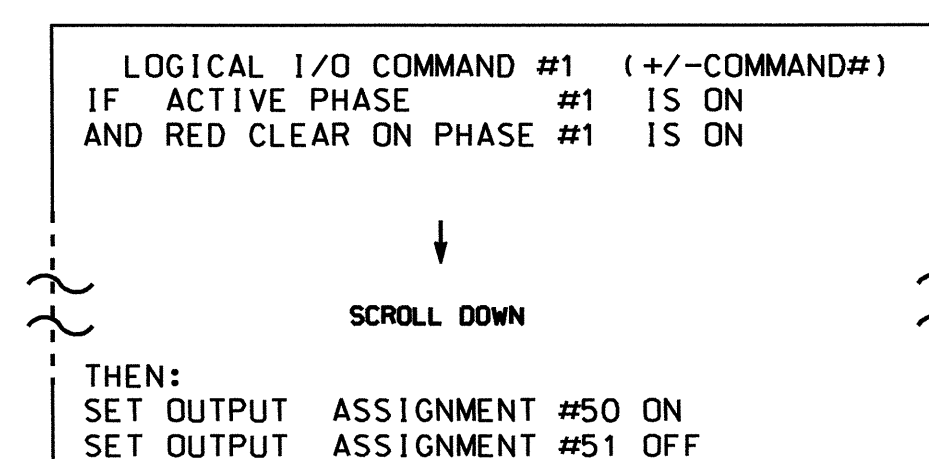 LOGICAL I/O COMMAND #1 (+/-COMMAND#)
IF ACTIVE PHASE #1 IS ON
AND RED CLEAR ON PHASE #1 IS ON
SCROLL DOWN
THEN:
SET OUTPUT ASSIGNMENT #50 ON
SET OUTPUT ASSIGNMENT #51 OFF